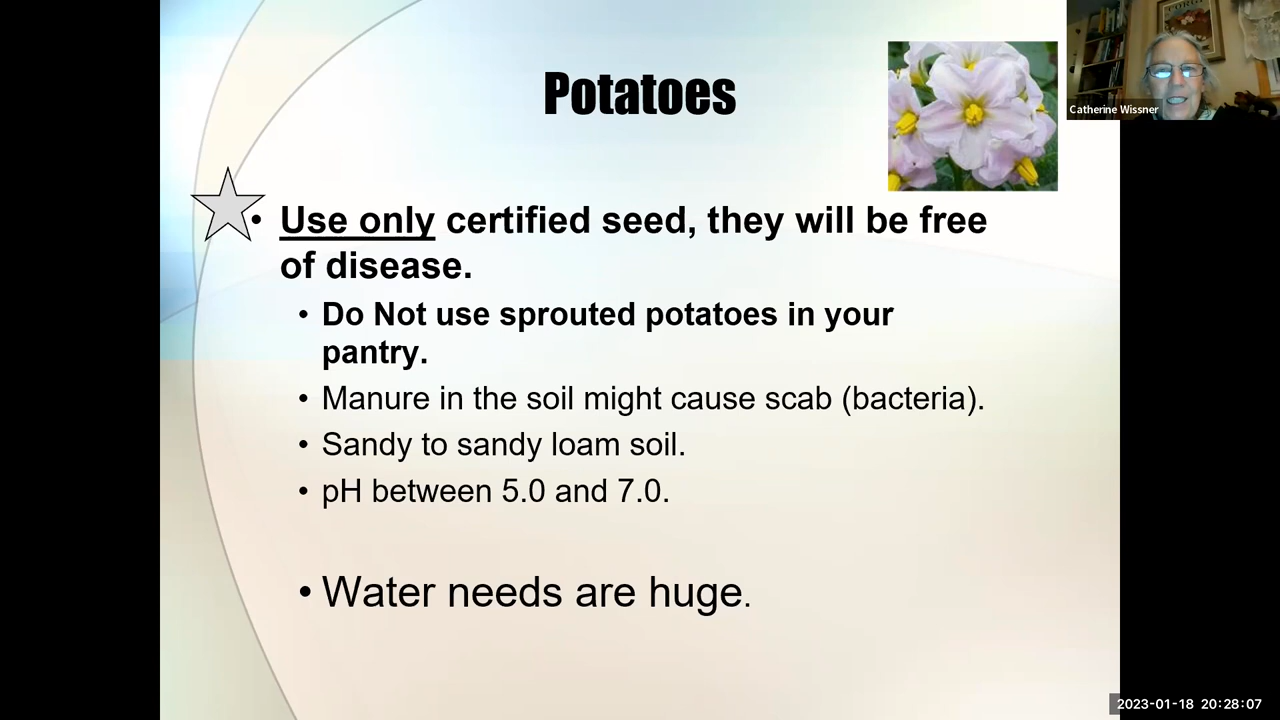 Potatoes
CORGI
Catherine Wissner
• Use only certified seed, they will be free
of disease.
• Do Not use sprouted potatoes in your
pantry.
• Manure in the soil might cause scab (bacteria).
• Sandy to sandy loam soil.
• pH between 5.0 and 7.0.
• Water needs are huge.
2023-01-18 20:28:07